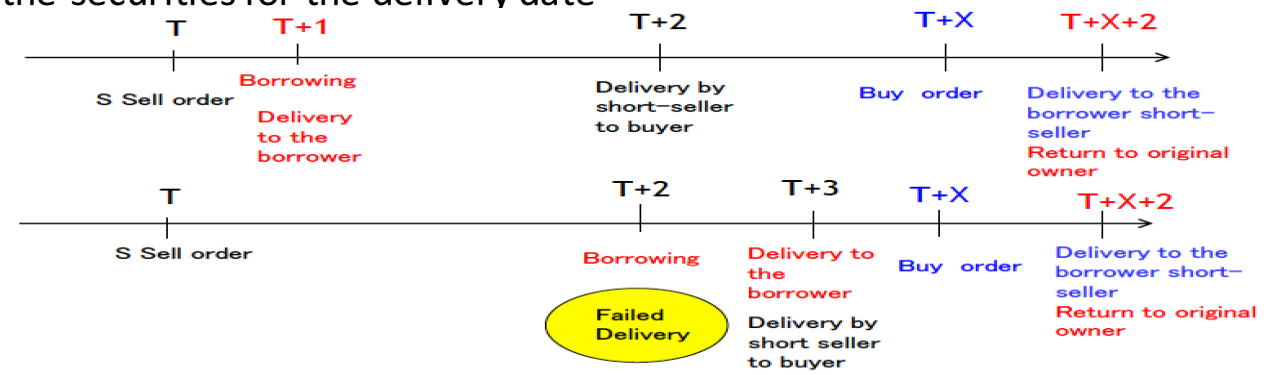 the securities for the delivery date
T
T+1
T+2
T+X
T+X+2
S Sell order
Borrowing
Delivery
to the
borrower
Delivery by
short-seller
to buyer
Buy order
Delivery to the
borrower short-
seller
Return to original
owner
T
T+2
T+3
T+X
T+X+2
S Sell order
Borrowing
Failed
Delivery
Delivery to
the
borrower
Delivery by
short seller
to buyer
Buy order
Delivery to the
borrower short-
seller
Return to original
owner